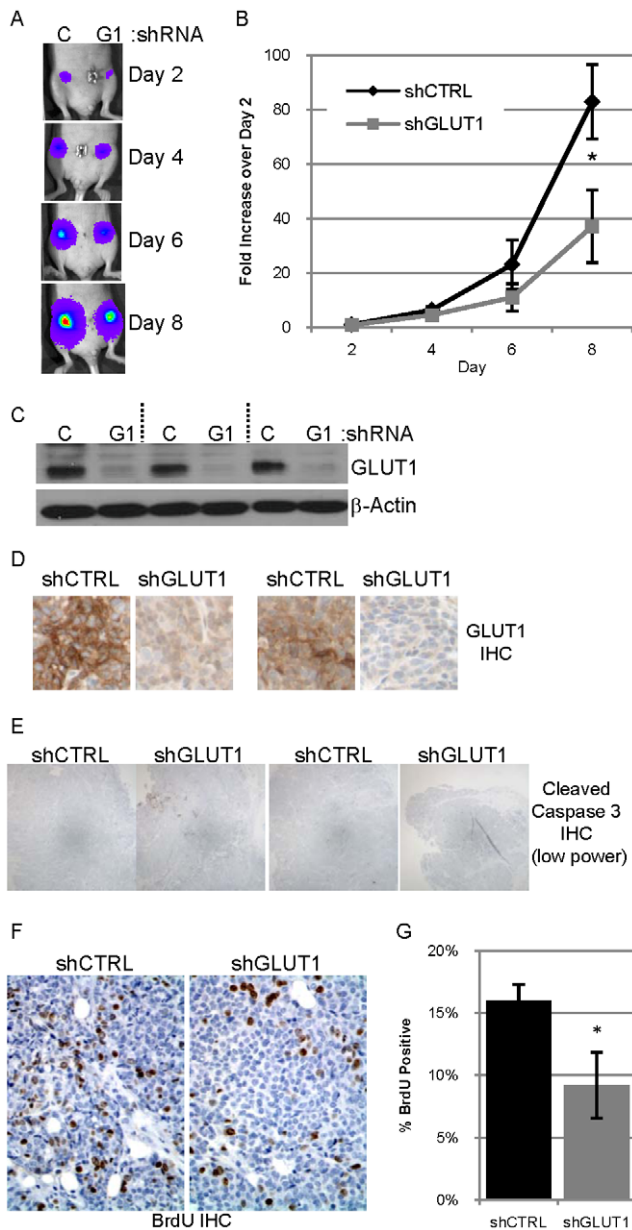 A
C G1 :shRNA
Day 2
Day 4
Day 6
Day 8
B
Fold Increase over Day 2
100
80
60
40
20
0
shCTRL
shGLUT1
*
2 4 6 8
Day
C
C G1 C G1 C G1 :shRNA
GLUT1
β-Actin
D
shCTRL shGLUT1 shCTRL shGLUT1
GLUT1
IHC
E
shCTRL shGLUT1 shCTRL shGLUT1
Cleaved
Caspase 3
IHC
(low power)
F
shCTRL shGLUT1
BrdU IHC
G
% BrdU Positive
20%
15%
10%
5%
0%
*
shCTRL shGLUT1